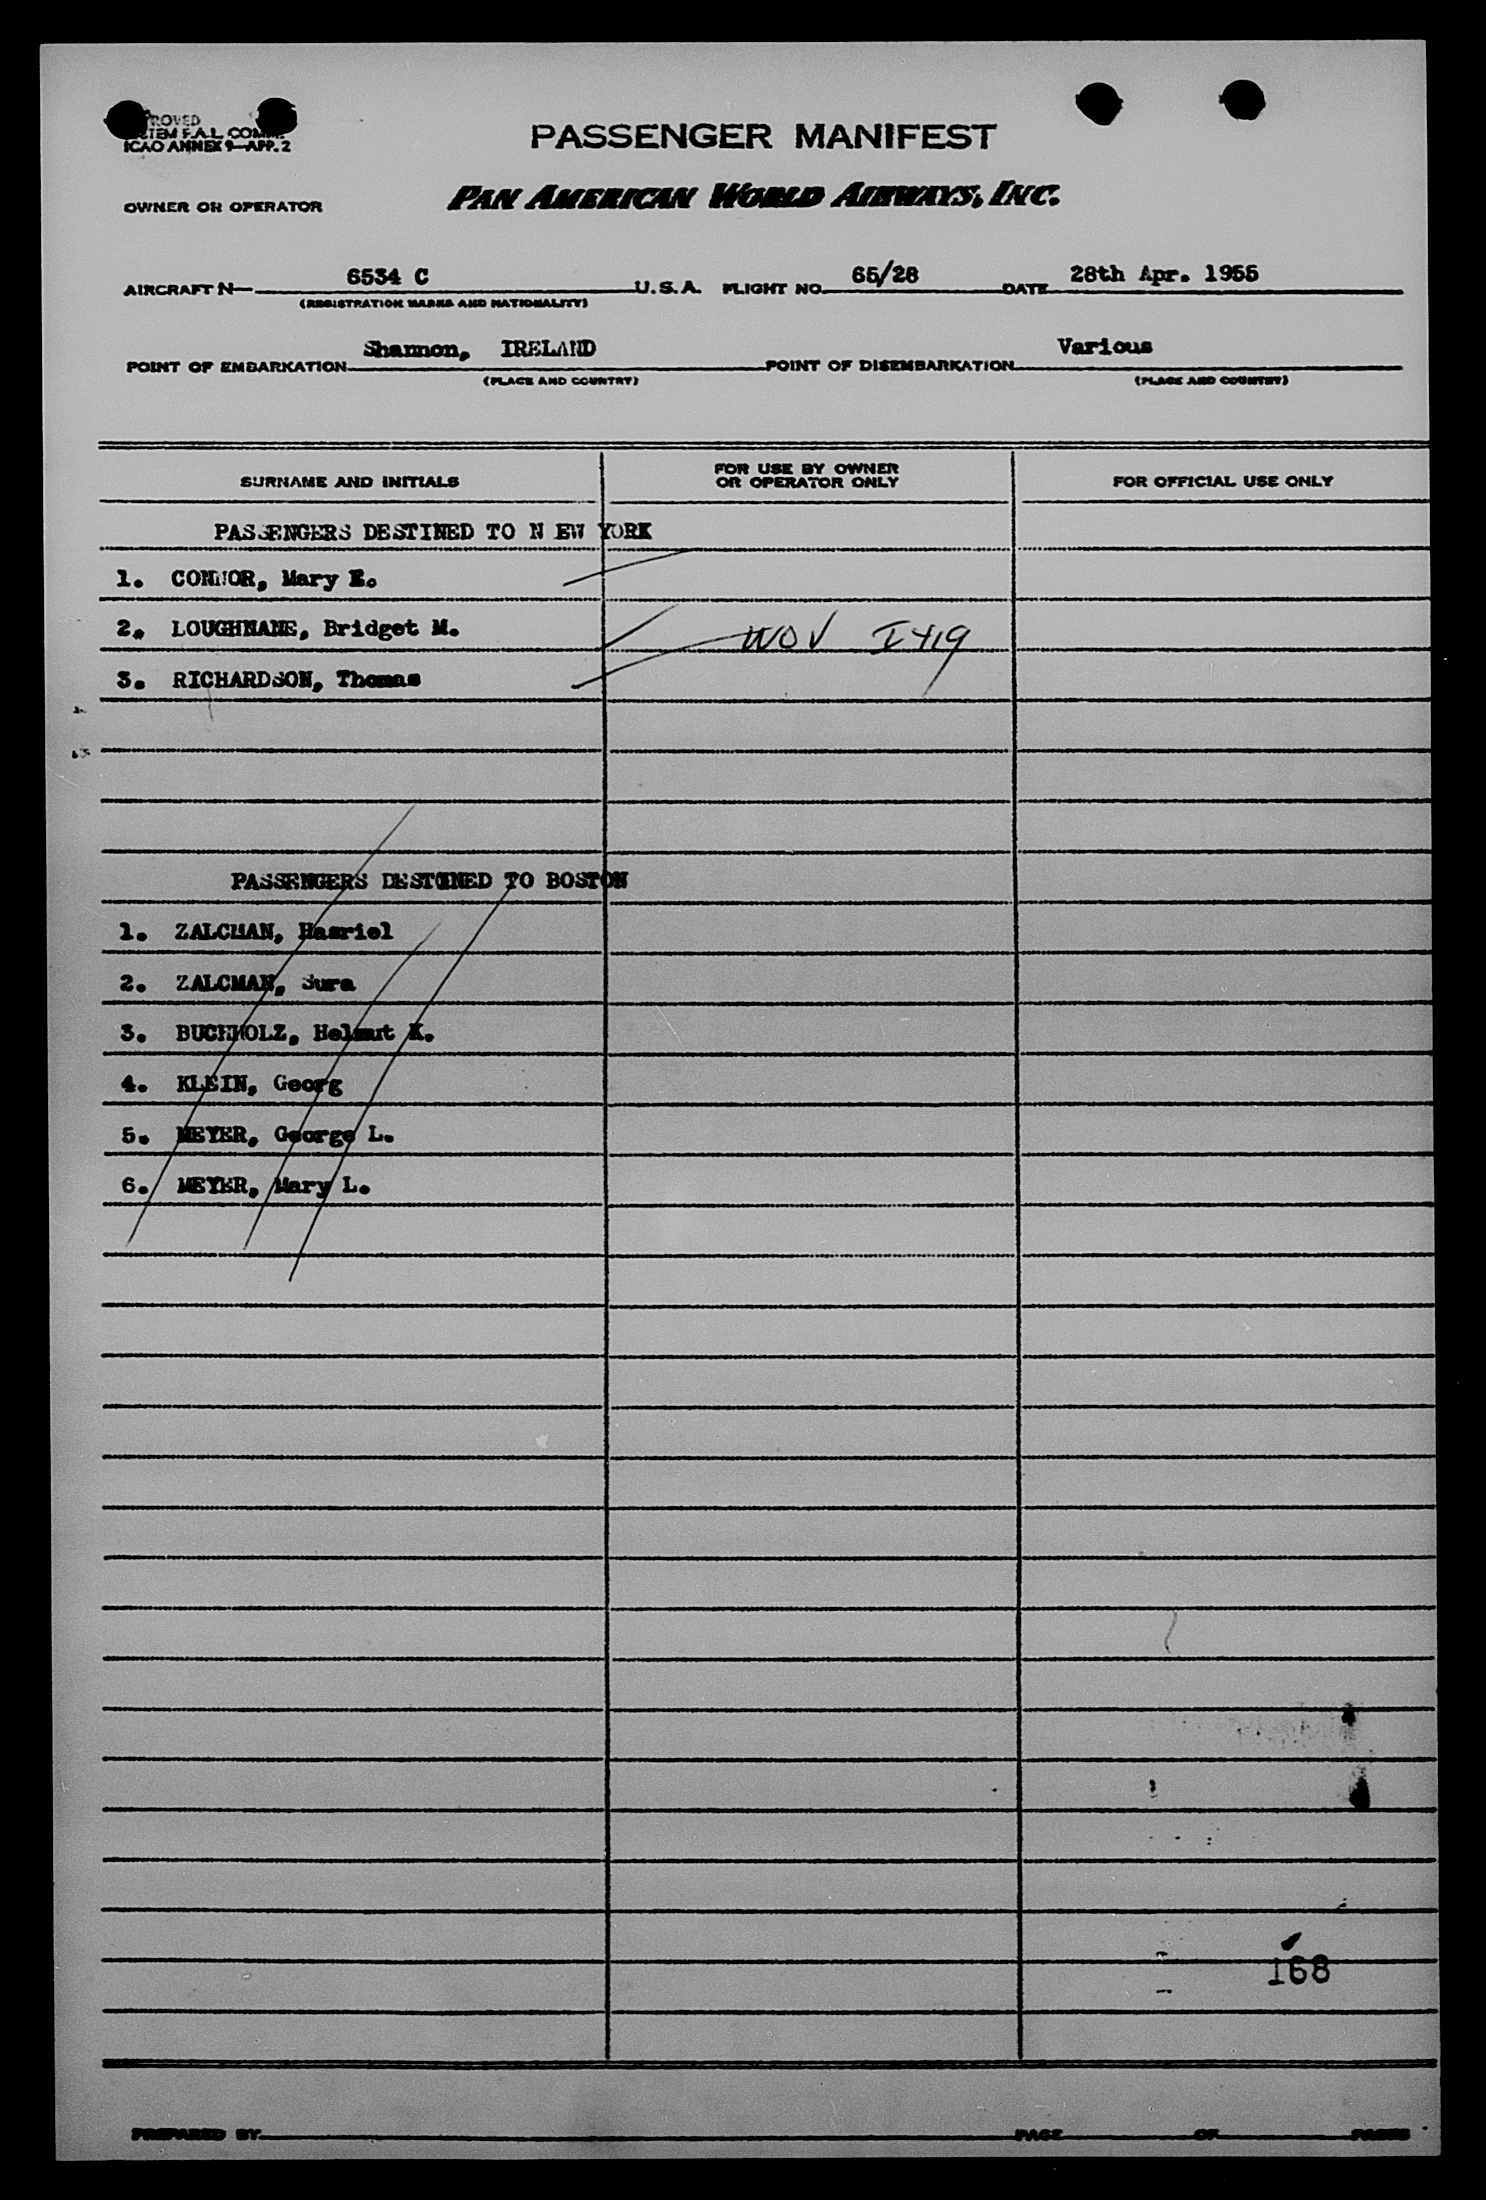 PASSENGER MANIFEST
ICAO ANNEX 9—APP. 2
OWNER OR OPERATOR
PAN AMERICAN WORLD AIRWAYS, INC.
AIRCRAFT N— 6534 C U.S.A. FLIGHT NO. 65/28 DATE 28th Apr. 1955
(REGISTRATION MARKS AND NATIONALITY)
POINT OF EMBARKATION Shannon, IRELAND POINT OF DISEMBARKATION Various
(PLACE AND COUNTRY) (PLACE AND COUNTRY)
SURNAME AND INITIALS FOR USE BY OWNER OR OPERATOR ONLY FOR OFFICIAL USE ONLY
PASSENGERS DESTINED TO N EW YORK
1. CONNOR, Mary E.
2. LOUGHNANE, Bridget M.
3. RICHARDSON, Thomas
PASSENGERS DESTINED TO BOSTON
1. ZALCMAN, Hasriel
2. ZALCMAN, Sura
3. BUCHHOLZ, Helmut K.
4. KLEIN, Georg
5. MEYER, George L.
6. MEYER, Mary L.
168
PREPARED BY PAGE OF PAGES